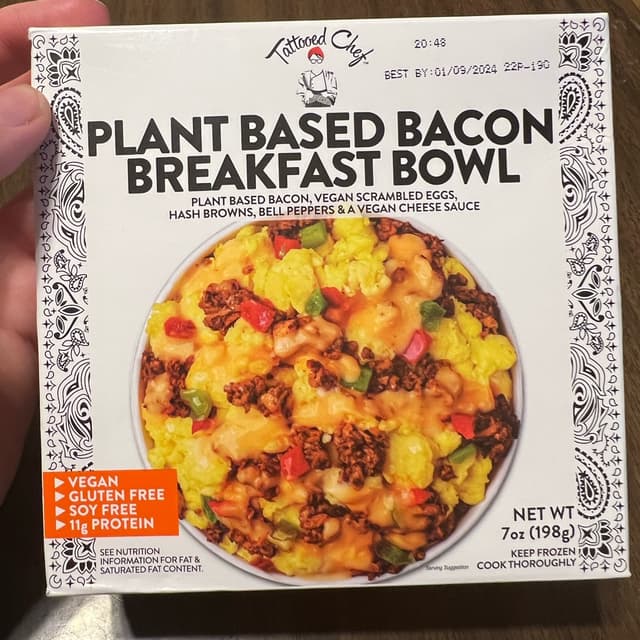 Tattooed Chef
20:48
BEST BY:01/09/2024 22P-190
PLANT BASED BACON
BREAKFAST BOWL
PLANT BASED BACON, VEGAN SCRAMBLED EGGS,
HASH BROWNS, BELL PEPPERS & A VEGAN CHEESE SAUCE
VEGAN
GLUTEN FREE
SOY FREE
11g PROTEIN
SEE NUTRITION
INFORMATION FOR FAT &
SATURATED FAT CONTENT.
Serving Suggestion
NET WT
7oz (198g)
KEEP FROZEN
COOK THOROUGHLY